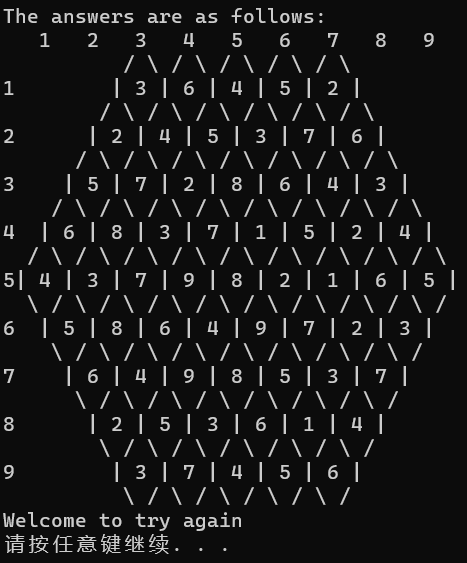 The answers are as follows:
   1   2   3   4   5   6   7   8   9
          / \ / \ / \ / \ / \
1        | 3 | 6 | 4 | 5 | 2 |
        / \ / \ / \ / \ / \ / \
2      | 2 | 4 | 5 | 3 | 7 | 6 |
      / \ / \ / \ / \ / \ / \ / \
3    | 5 | 7 | 2 | 8 | 6 | 4 | 3 |
    / \ / \ / \ / \ / \ / \ / \ / \
4  | 6 | 8 | 3 | 7 | 1 | 5 | 2 | 4 |
  / \ / \ / \ / \ / \ / \ / \ / \ / \
5| 4 | 3 | 7 | 9 | 8 | 2 | 1 | 6 | 5 |
  \ / \ / \ / \ / \ / \ / \ / \ / \ /
6  | 5 | 8 | 6 | 4 | 9 | 7 | 2 | 3 |
    \ / \ / \ / \ / \ / \ / \ / \ /
7    | 6 | 4 | 9 | 8 | 5 | 3 | 7 |
      \ / \ / \ / \ / \ / \ / \ /
8      | 2 | 5 | 3 | 6 | 1 | 4 |
        \ / \ / \ / \ / \ / \ /
9        | 3 | 7 | 4 | 5 | 6 |
          \ / \ / \ / \ / \ /
Welcome to try again
请按任意键继续. . .